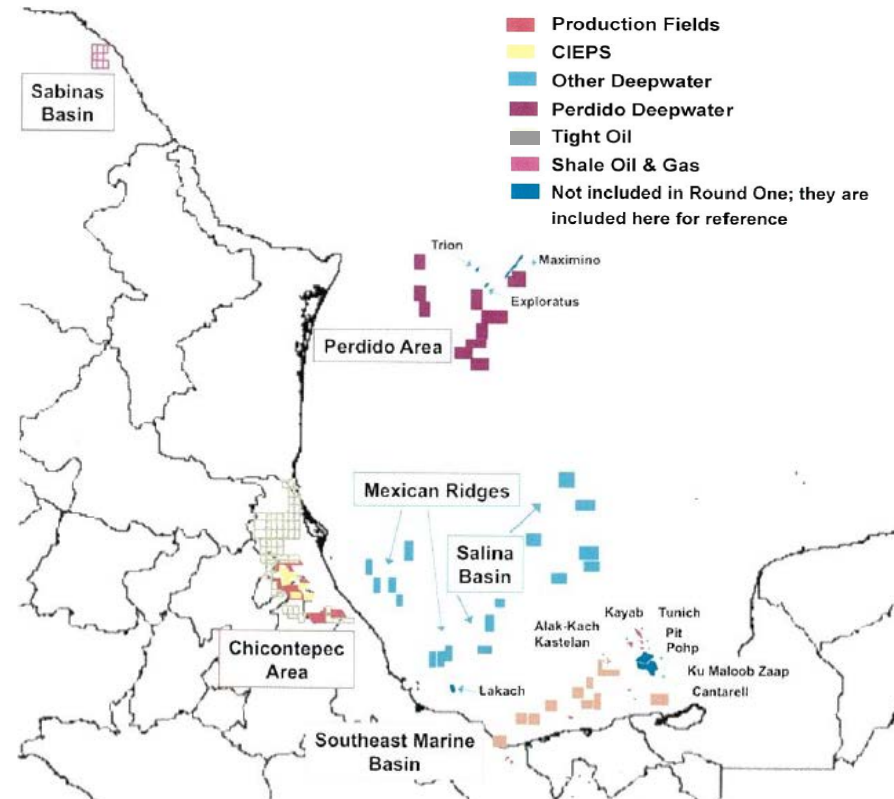 Production Fields
CIEPS
Other Deepwater
Perdido Deepwater
Tight Oil
Shale Oil & Gas
Not included in Round One; they are
included here for reference
Sabinas
Basin
Trion
Maximino
Exploratus
Perdido Area
Mexican Ridges
Salina
Basin
Chicontepec
Area
Alak-Kach
Kastelan
Kayab
Tunich
Pit
Pohp
Ku Maloob Zaap
Cantarell
Lakach
Southeast Marine
Basin